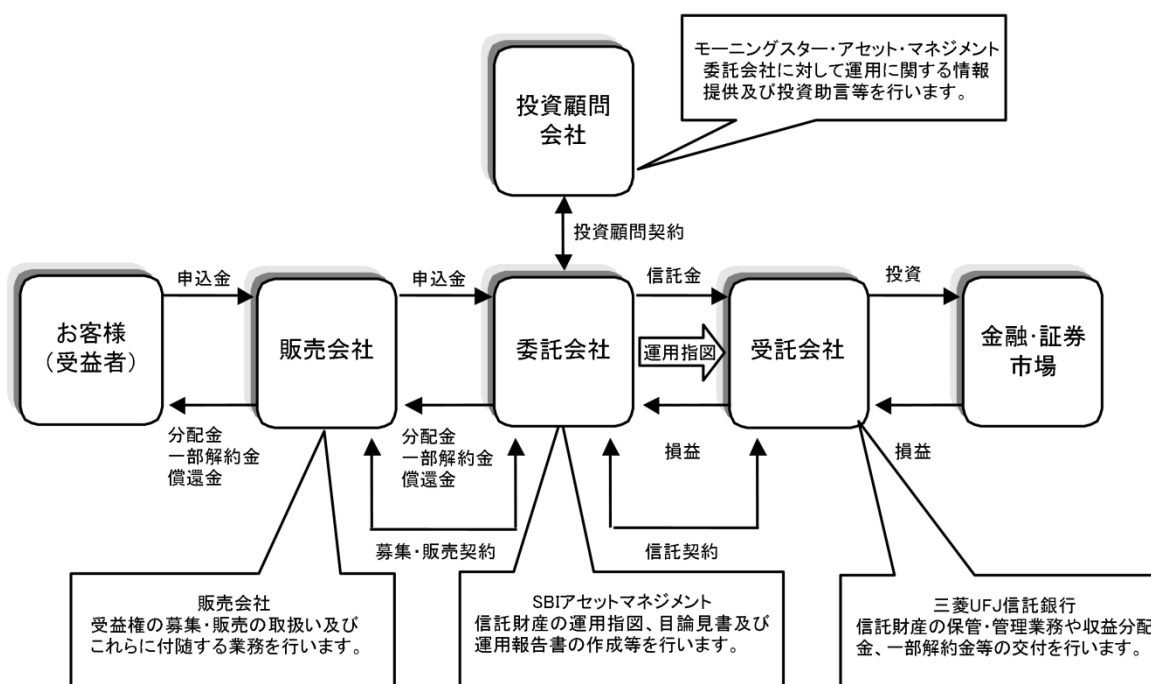 モーニングスター・アセット・マネジメント
委託会社に対して運用に関する情報
提供及び投資助言等を行います。
投資顧問
会社
投資顧問契約
申込金
申込金
信託金
投資
お客様
（受益者）
販売会社
委託会社
運用指図
受託会社
金融・証券
市場
分配金
一部解約金
償還金
分配金
一部解約金
償還金
損益
損益
募集・販売契約
信託契約
販売会社
受益権の募集・販売の取扱い及び
これらに付随する業務を行います。
SBIアセットマネジメント
信託財産の運用指図、目論見書及び
運用報告書の作成等を行います。
三菱UFJ信託銀行
信託財産の保管・管理業務や収益分配
金、一部解約金等の交付を行います。